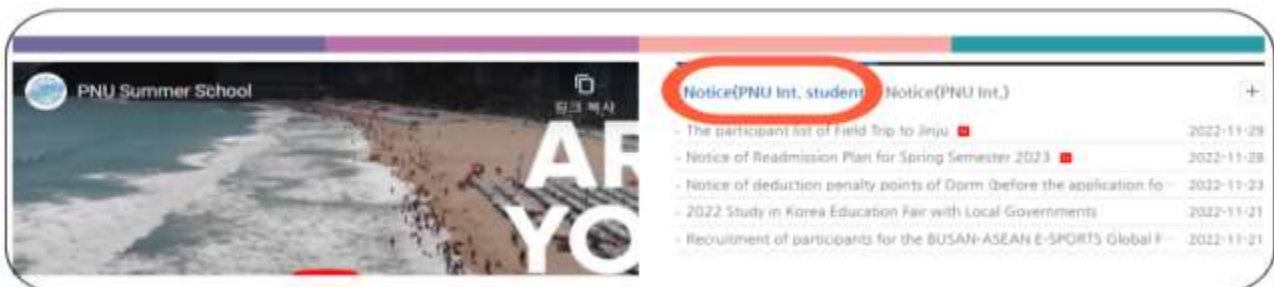 PNU Summer School
링크 복사
AR
YO
Notice(PNU Int, student Notice(PNU Int,)
+
- The participant list of Field Trip to Jinju N 2022-11-29
- Notice of Readmission Plan for Spring Semester 2023 N 2022-11-28
- Notice of deduction penalty points of Dorm (before the application fo 2022-11-23
- 2022 Study in Korea Education Fair with Local Governments 2022-11-21
- Recruitment of participants for the BUSAN-ASEAN E-SPORTS Global F 2022-11-21